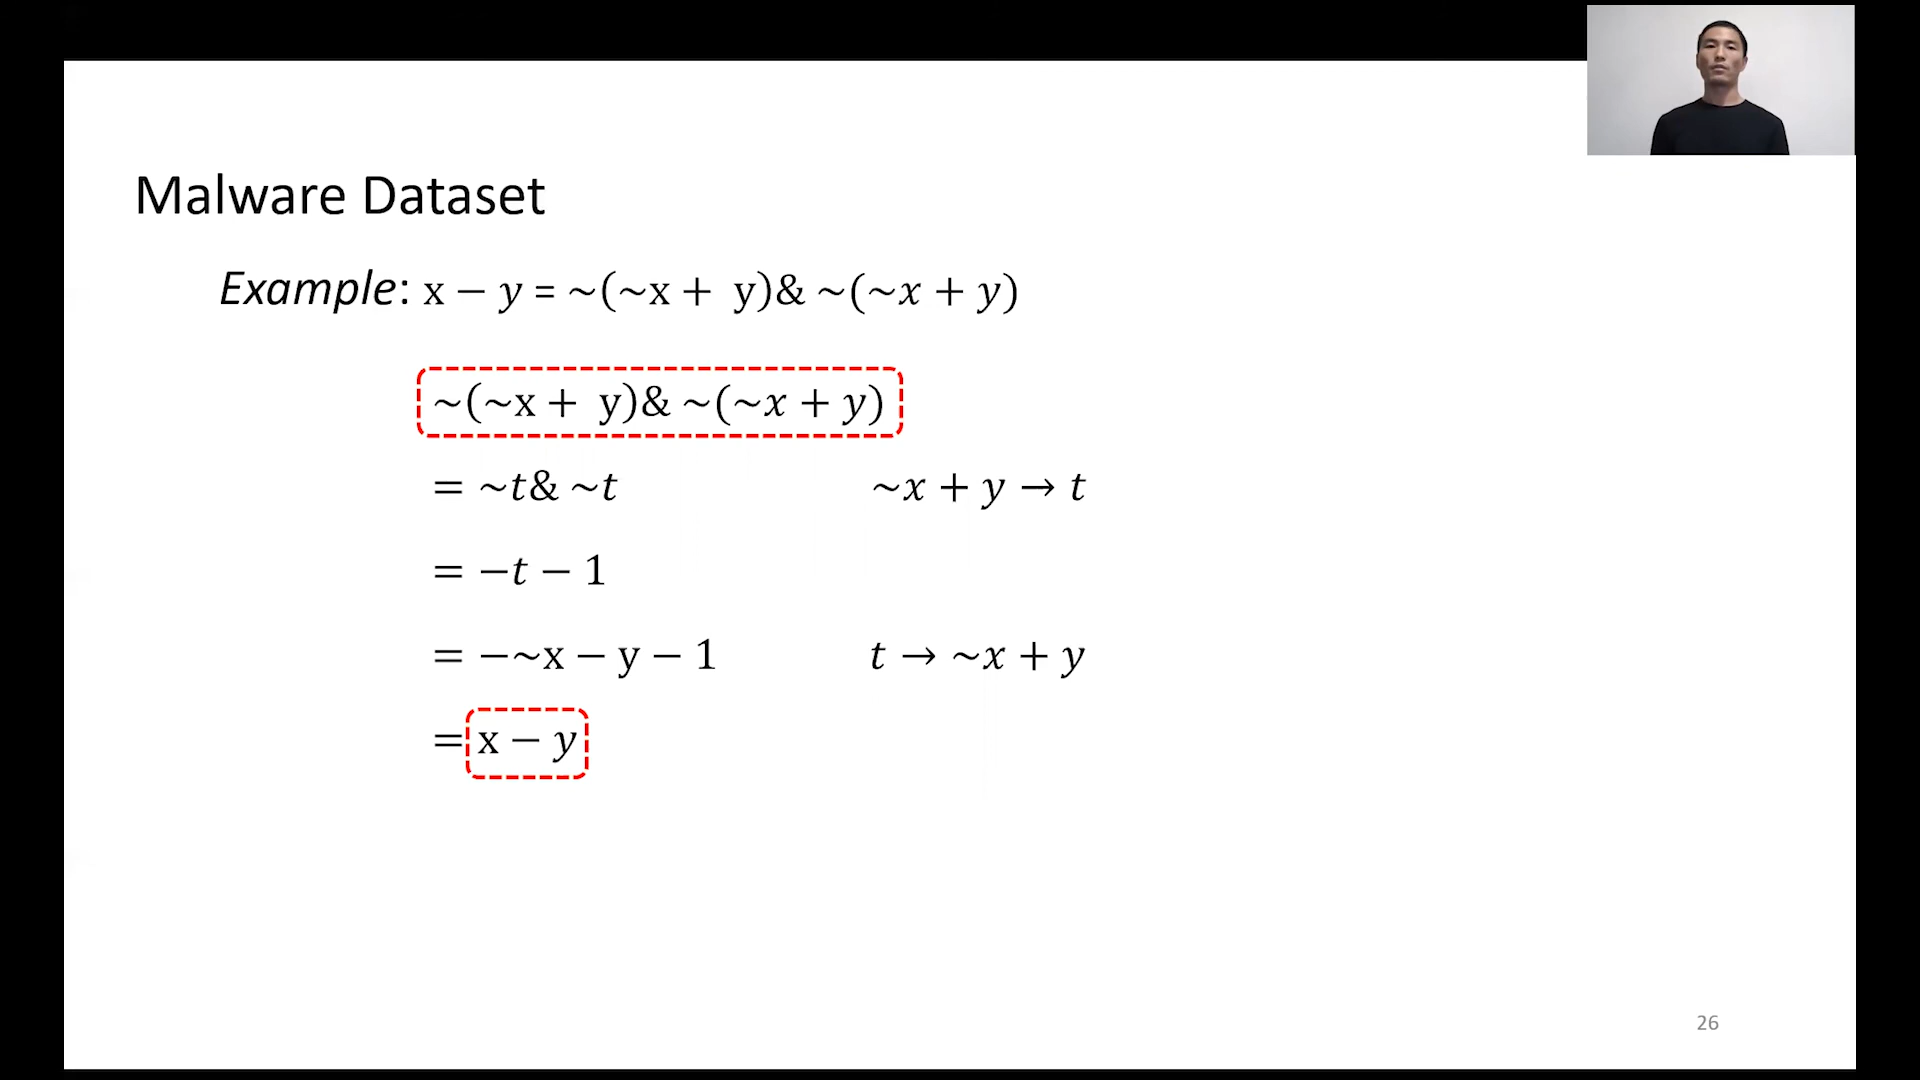 Malware Dataset
Example: x − y = ~(~x + y)& ~(~x + y)
~(~x + y)& ~(~x + y)
= ~t& ~t ~x + y → t
= −t − 1
= −~x − y − 1 t → ~x + y
= x − y
26